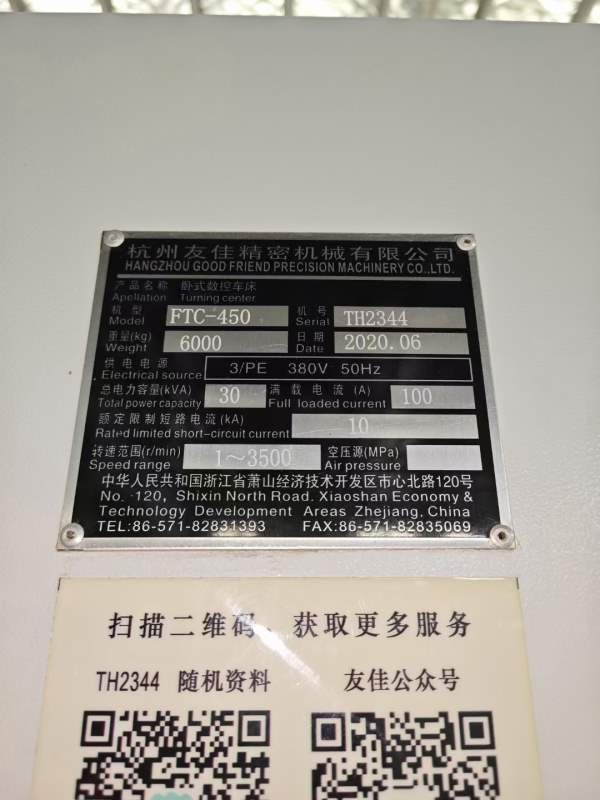 杭州友佳精密机械有限公司
HANGZHOU GOOD FRIEND PRECISION MACHINERY CO.,LTD.
产品名称 卧式数控车床
Apellation Turning center
机型 机号
Model FTC-450 Serial TH2344
重量(kg) 日期
Weight 6000 Date 2020.06
供电电源
Electrical source 3/PE 380V 50Hz
总电力容量(kVA) 30 满载电流(A) 100
Total power capacity Full loaded current
额定限制短路电流(kA) 10
Rated limited short-circuit current
转速范围(r/min) 1~3500 空压源(MPa)
Speed range Air pressure
中华人民共和国浙江省萧山经济技术开发区市心北路120号
No. 120, Shixin North Road. Xiaoshan Economy &
Technology Development Areas Zhejiang, China
TEL:86-571-82831393 FAX:86-571-82835069
扫描二维码，获取更多服务
TH2344 随机资料 友佳公众号